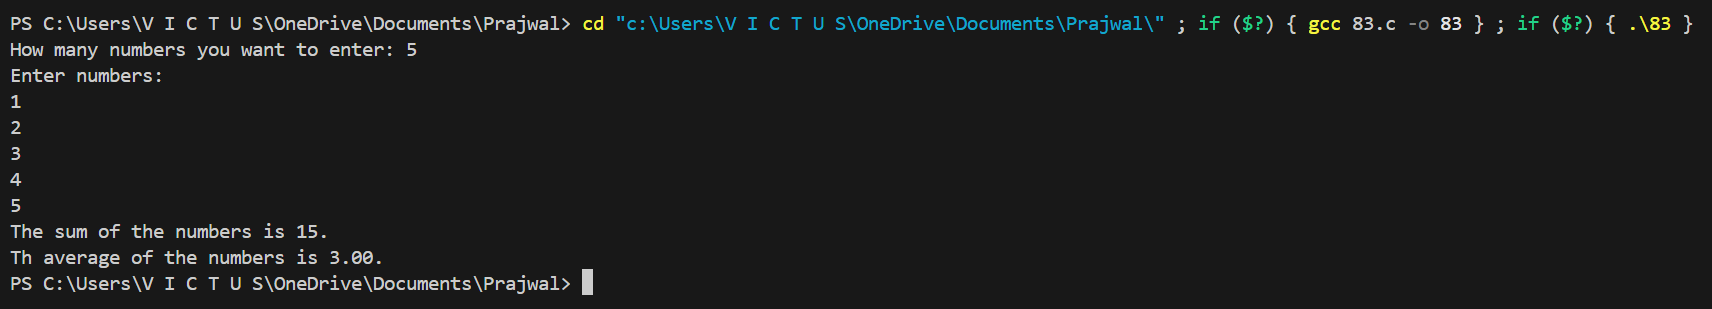 PS C:\Users\V I C T U S\OneDrive\Documents\Prajwal> cd "c:\Users\V I C T U S\OneDrive\Documents\Prajwal\" ; if ($?) { gcc 83.c -o 83 } ; if ($?) { .\83 }
How many numbers you want to enter: 5
Enter numbers:
1
2
3
4
5
The sum of the numbers is 15.
Th average of the numbers is 3.00.
PS C:\Users\V I C T U S\OneDrive\Documents\Prajwal>